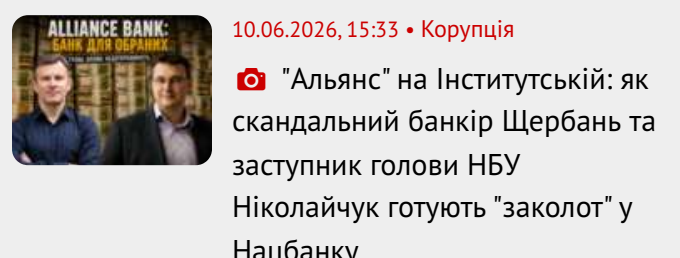 ALLIANCE BANK:
БАНК ДЛЯ ОБРАНИХ
10.06.2026, 15:33 • Корупція
"Альянс" на Інститутській: як
скандальний банкір Щербань та
заступник голови НБУ
Ніколайчук готують "заколот" у
Нацбанку